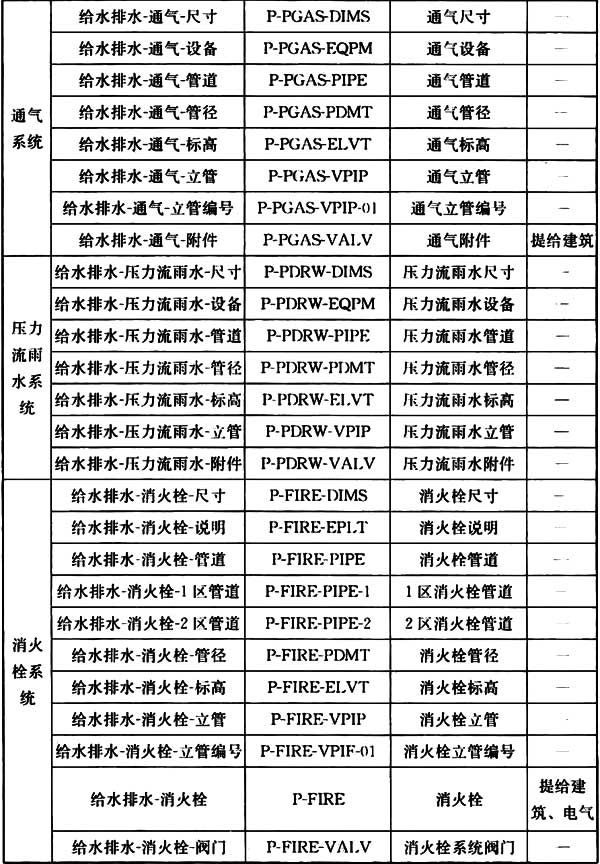 通气系统
给水排水-通气-尺寸 P-PGAS-DIMS 通气尺寸 —
给水排水-通气-设备 P-PGAS-EQPM 通气设备 —
给水排水-通气-管道 P-PGAS-PIPE 通气管道 —
给水排水-通气-管径 P-PGAS-PDMT 通气管径 —
给水排水-通气-标高 P-PGAS-ELVT 通气标高 —
给水排水-通气-立管 P-PGAS-VPIP 通气立管 —
给水排水-通气-立管编号 P-PGAS-VPIP-01 通气立管编号 —
给水排水-通气-附件 P-PGAS-VALV 通气附件 提给建筑
压力流雨水系统
给水排水-压力流雨水-尺寸 P-PDRW-DIMS 压力流雨水尺寸 —
给水排水-压力流雨水-设备 P-PDRW-EQPM 压力流雨水设备 —
给水排水-压力流雨水-管道 P-PDRW-PIPE 压力流雨水管道 —
给水排水-压力流雨水-管径 P-PDRW-PDMT 压力流雨水管径 —
给水排水-压力流雨水-标高 P-PDRW-ELVT 压力流雨水标高 —
给水排水-压力流雨水-立管 P-PDRW-VPIP 压力流雨水立管 —
给水排水-压力流雨水-附件 P-PDRW-VALV 压力流雨水附件 —
消火栓系统
给水排水-消火栓-尺寸 P-FIRE-DIMS 消火栓尺寸 —
给水排水-消火栓-说明 P-FIRE-EPLT 消火栓说明 —
给水排水-消火栓-管道 P-FIRE-PIPE 消火栓管道 —
给水排水-消火栓-1区管道 P-FIRE-PIPE-1 1区消火栓管道 —
给水排水-消火栓-2区管道 P-FIRE-PIPE-2 2区消火栓管道 —
给水排水-消火栓-管径 P-FIRE-PDMT 消火栓管径 —
给水排水-消火栓-标高 P-FIRE-ELVT 消火栓标高 —
给水排水-消火栓-立管 P-FIRE-VPIP 消火栓立管 —
给水排水-消火栓-立管编号 P-FIRE-VPIF-01 消火栓立管编号 —
给水排水-消火栓 P-FIRE 消火栓 提给建筑、电气
给水排水-消火栓-阀门 P-FIRE-VALV 消火栓系统阀门 —